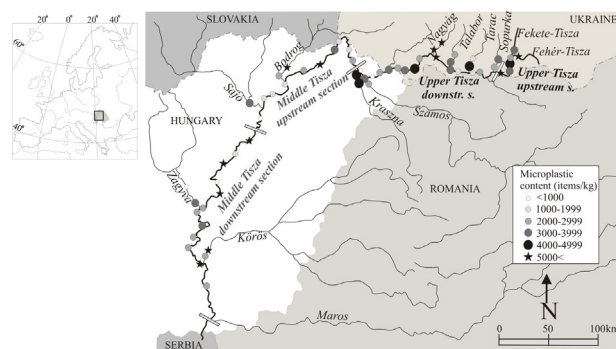 20° 0° 20° 40°
60°
40°
SLOVAKIA
UKRAINE
HUNGARY
ROMANIA
SERBIA
Sajó
Bodrog
Nagyág
Talabor
Tarac
Sopurka
Fekete-Tisza
Fehér-Tisza
Upper Tisza
downstr. s.
Upper Tisza
upstream s.
Middle Tisza
upstream section
Middle Tisza
downstream section
Kraszna
Szamos
Zagyva
Körös
Maros
Microplastic
content (items/kg)
<1000
1000-1999
2000-2999
3000-3999
4000-4999
5000<
N
0 50 100km